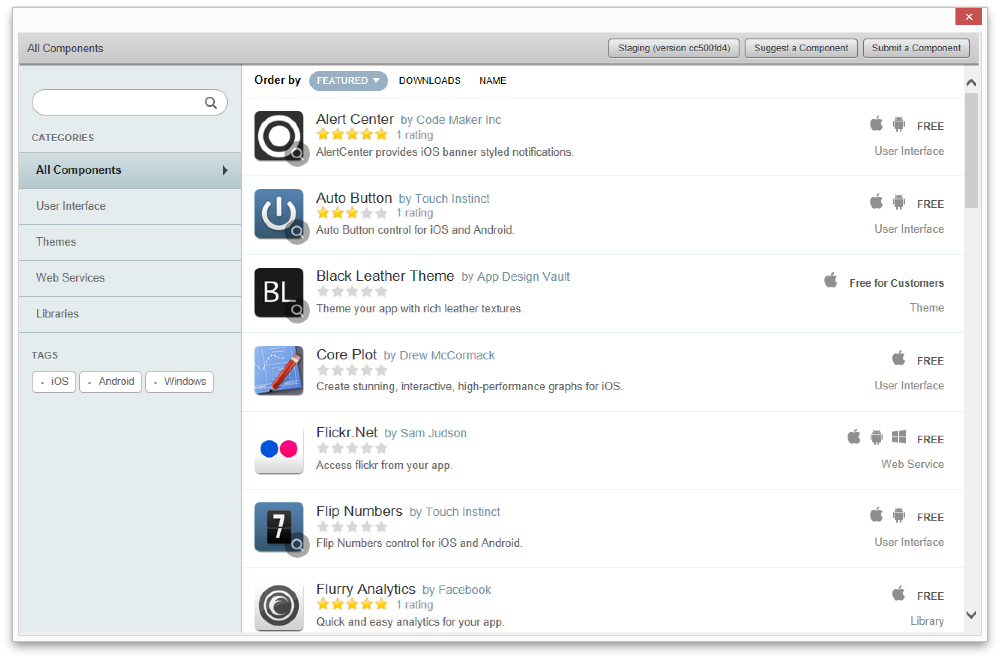 All Components
Staging (version cc500fd4)
Suggest a Component
Submit a Component
CATEGORIES
All Components
User Interface
Themes
Web Services
Libraries
TAGS
iOS
Android
Windows
Order by FEATURED DOWNLOADS NAME
Alert Center by Code Maker Inc
1 rating
AlertCenter provides iOS banner styled notifications.
FREE
User Interface
Auto Button by Touch Instinct
1 rating
Auto Button control for iOS and Android.
FREE
User Interface
BL
Black Leather Theme by App Design Vault
Theme your app with rich leather textures.
Free for Customers
Theme
Core Plot by Drew McCormack
Create stunning, interactive, high-performance graphs for iOS.
FREE
User Interface
Flickr.Net by Sam Judson
Access flickr from your app.
FREE
Web Service
7
Flip Numbers by Touch Instinct
Flip Numbers control for iOS and Android.
FREE
User Interface
Flurry Analytics by Facebook
1 rating
Quick and easy analytics for your app.
FREE
Library